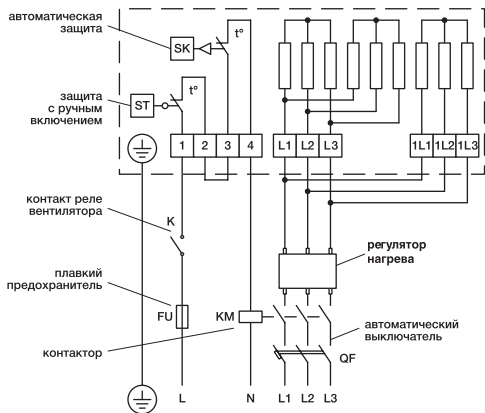 автоматическая
защита
SK
t°
защита
с ручным
включением
ST
t°
1 2 3 4 L1 L2 L3 1L1 1L2 1L3
контакт реле
вентилятора
K
регулятор
нагрева
плавкий
предохранитель
FU
KM
автоматический
выключатель
контактор
QF
L N L1 L2 L3